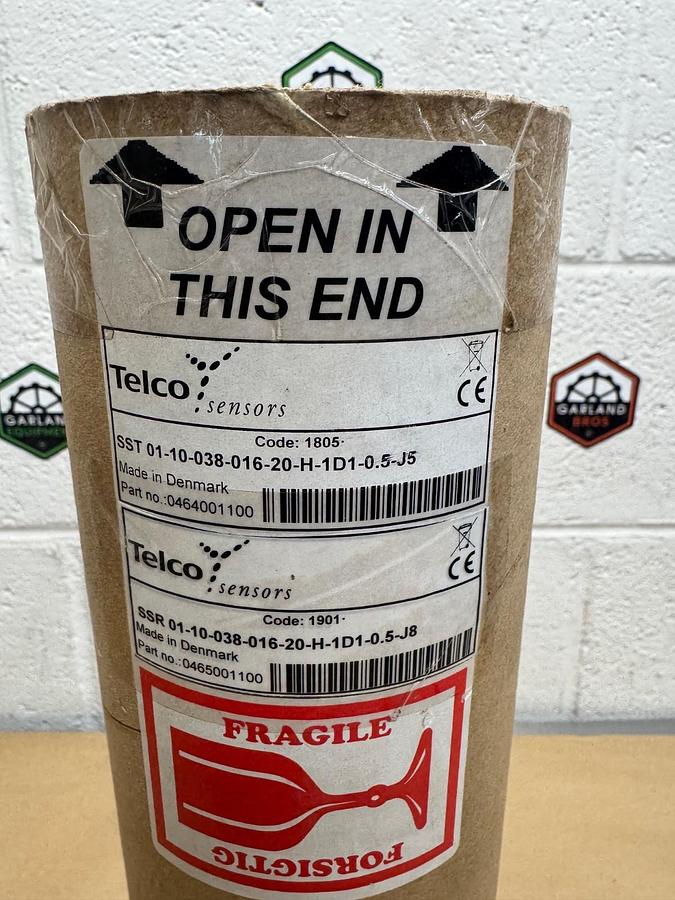 OPEN IN
THIS END
Telco
sensors
CE
Code: 1805·
SST 01-10-038-016-20-H-1D1-0.5-J5
Made in Denmark
Part no.:0464001100
Telco
sensors
CE
Code: 1901·
SSR 01-10-038-016-20-H-1D1-0.5-J8
Made in Denmark
Part no.:0465001100
FRAGILE
FORSIGTIG
GARLAND
EQUIPMENT
GARLAND
BROS